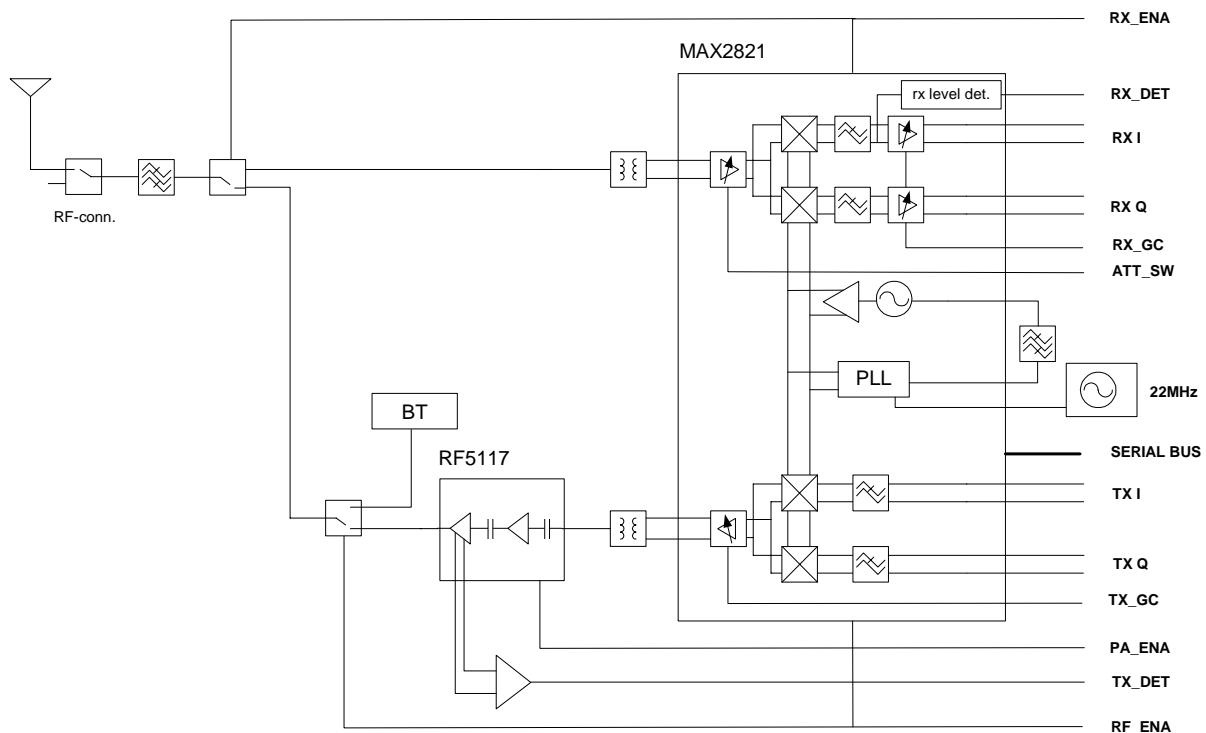 RX_ENA
MAX2821
rx level det.
RX_DET
RX I
RF-conn.
RX Q
RX_GC
ATT_SW
PLL
22MHz
BT
SERIAL BUS
RF5117
TX I
TX Q
TX_GC
PA_ENA
TX_DET
RF_ENA